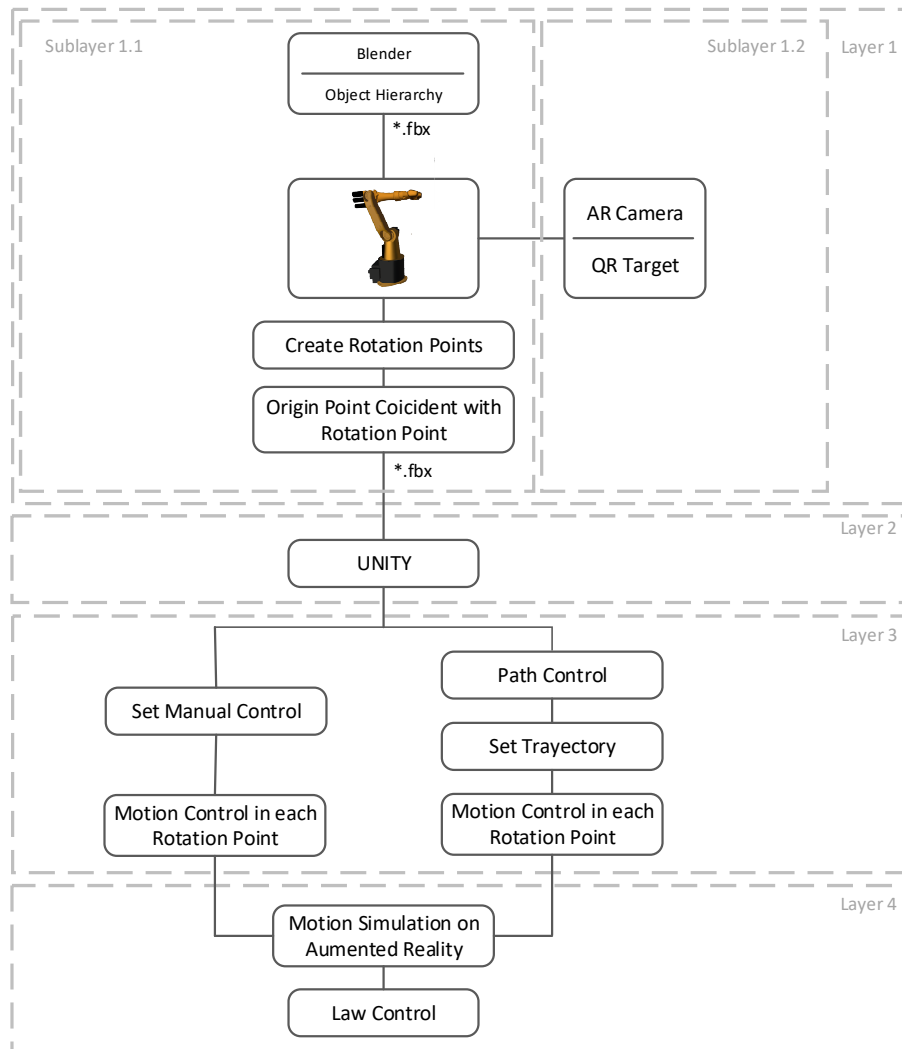 Sublayer 1.1
Sublayer 1.2
Layer 1
Blender
Object Hierarchy
*.fbx
AR Camera
QR Target
Create Rotation Points
Origin Point Coicident with
Rotation Point
*.fbx
Layer 2
UNITY
Layer 3
Path Control
Set Manual Control
Set Trayectory
Motion Control in each
Rotation Point
Motion Control in each
Rotation Point
Layer 4
Motion Simulation on
Aumented Reality
Law Control